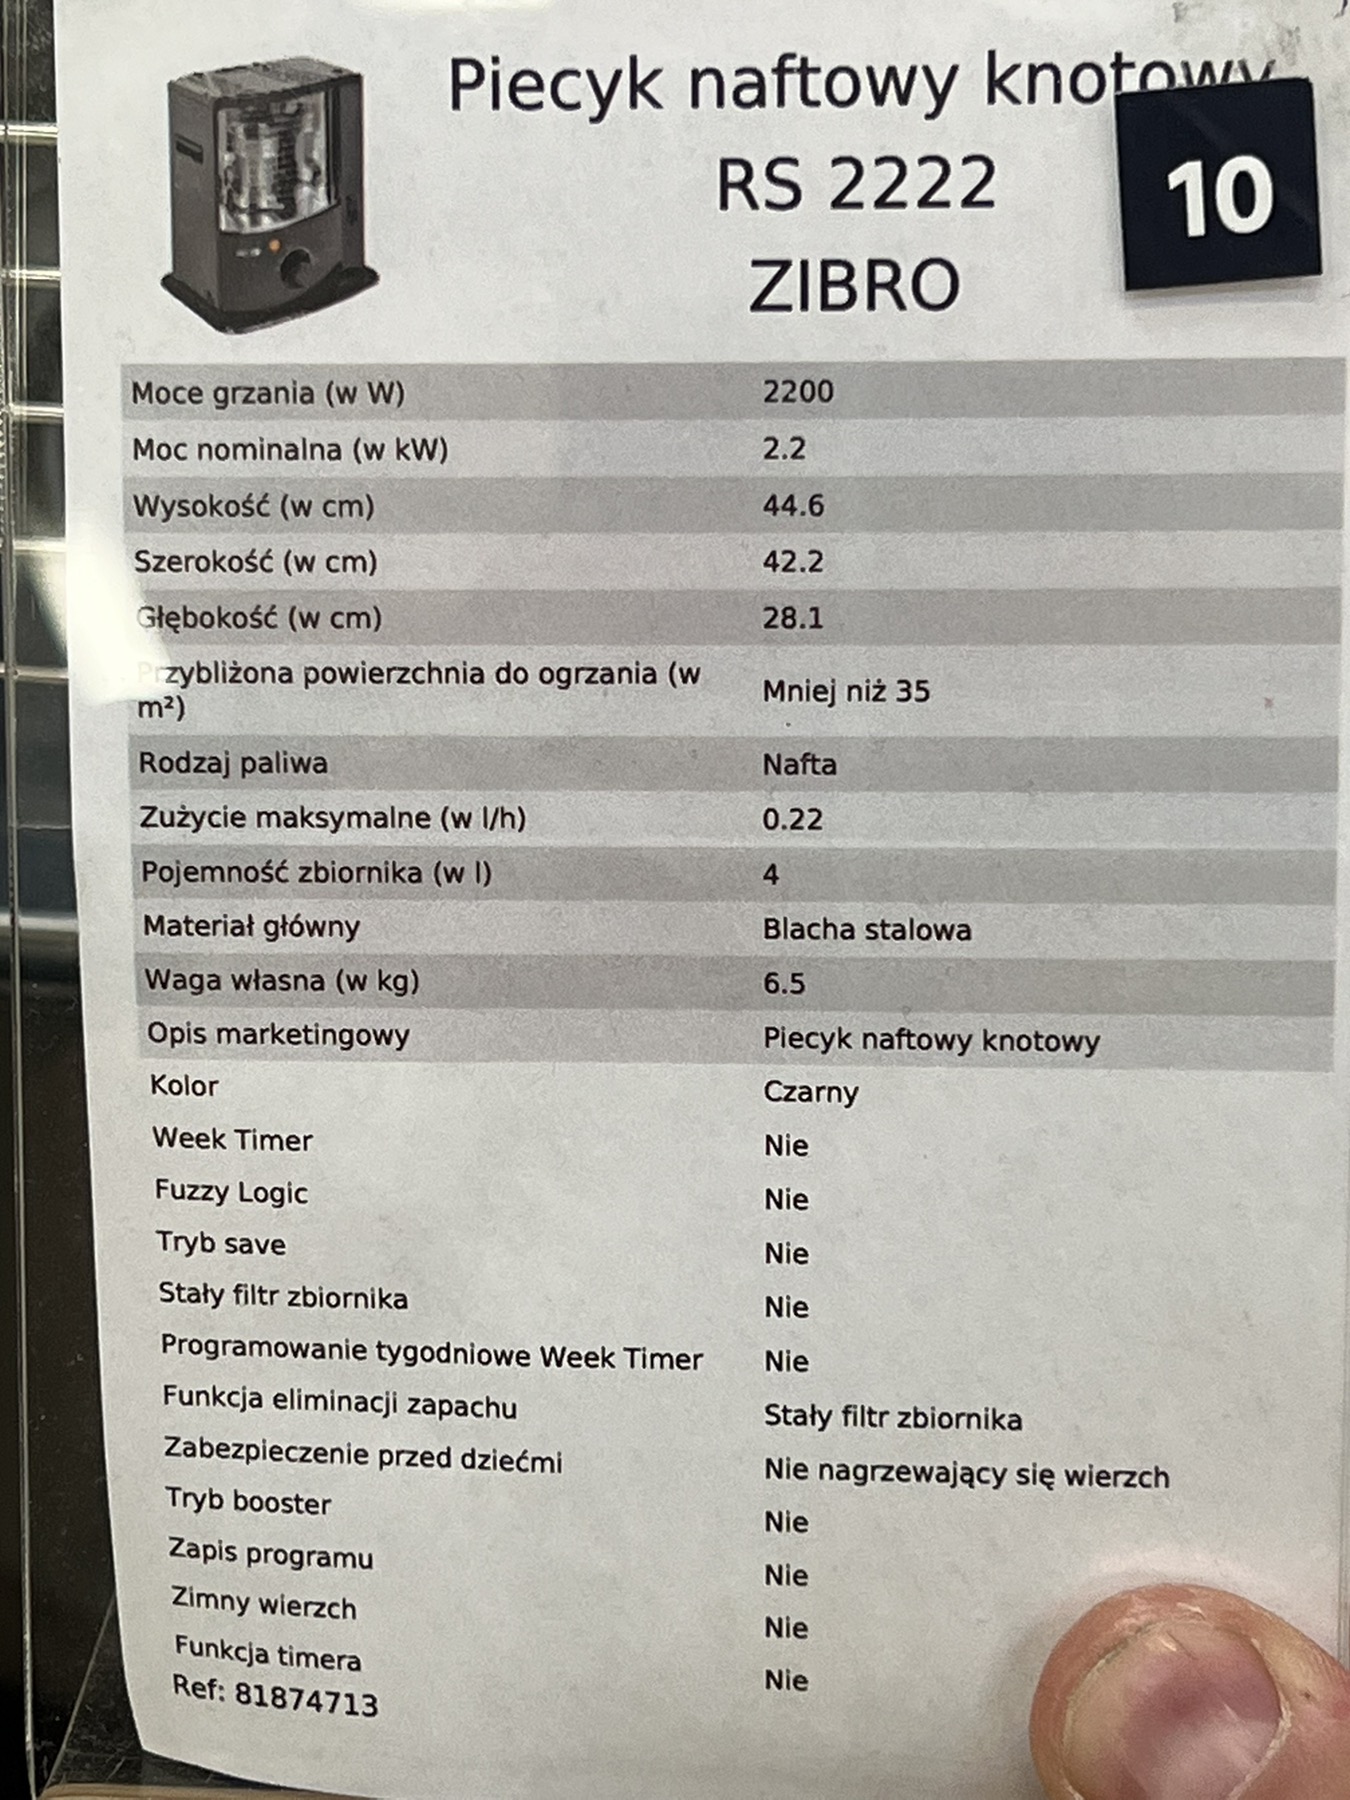 Piecyk naftowy knotowy
RS 2222
ZIBRO
10
Moce grzania (w W) 2200
Moc nominalna (w kW) 2.2
Wysokość (w cm) 44.6
Szerokość (w cm) 42.2
Głębokość (w cm) 28.1
Przybliżona powierzchnia do ogrzania (w
m²) Mniej niż 35
Rodzaj paliwa Nafta
Zużycie maksymalne (w l/h) 0.22
Pojemność zbiornika (w l) 4
Materiał główny Blacha stalowa
Waga własna (w kg) 6.5
Opis marketingowy Piecyk naftowy knotowy
Kolor Czarny
Week Timer Nie
Fuzzy Logic Nie
Tryb save Nie
Stały filtr zbiornika Nie
Programowanie tygodniowe Week Timer Nie
Funkcja eliminacji zapachu Stały filtr zbiornika
Zabezpieczenie przed dziećmi Nie nagrzewający się wierzch
Tryb booster Nie
Zapis programu Nie
Zimny wierzch Nie
Funkcja timera Nie
Ref: 81874713